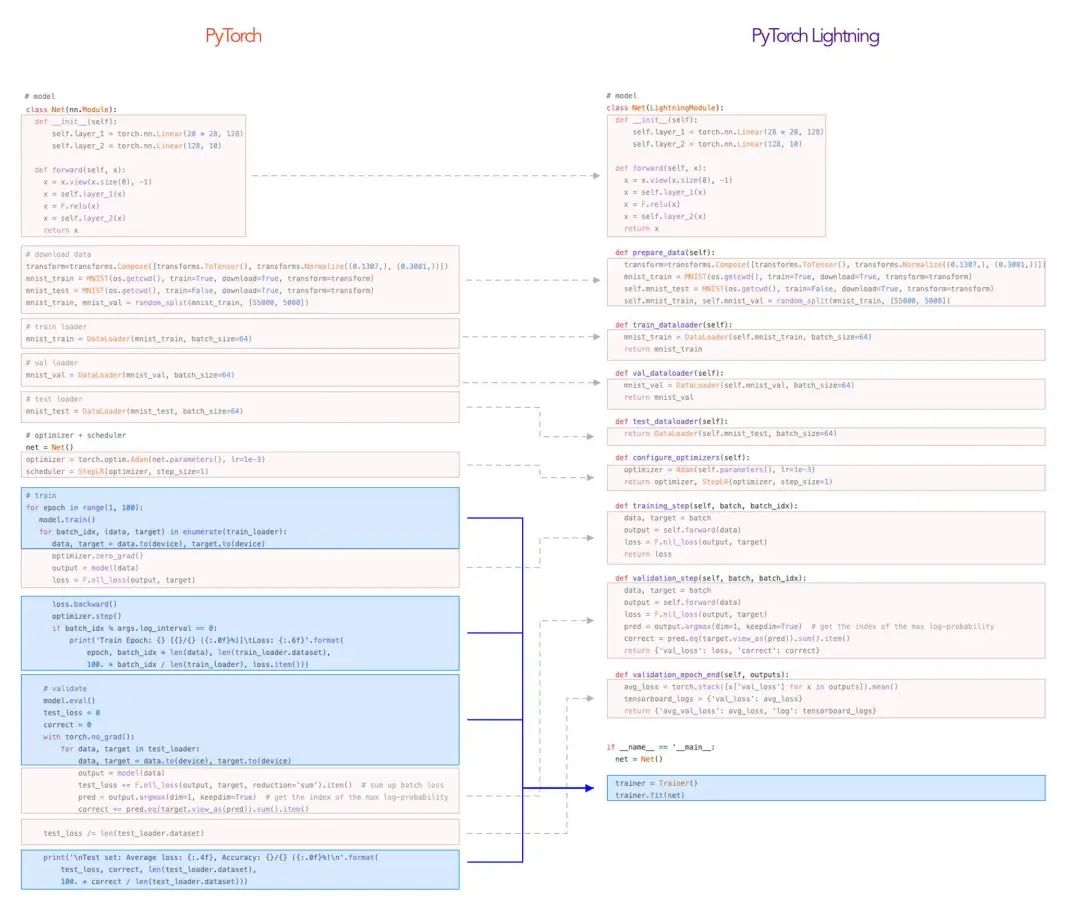 PyTorch
# model
class Net(nn.Module):
def __init__(self):
self.layer_1 = torch.nn.Linear(28 * 28, 128)
self.layer_2 = torch.nn.Linear(128, 10)
def forward(self, x):
x = x.view(x.size(0), -1)
x = self.layer_1(x)
x = F.relu(x)
x = self.layer_2(x)
return x
# download data
transform=transforms.Compose([transforms.ToTensor(), transforms.Normalize((0.1307,), (0.3081,))])
mnist_train = MNIST(os.getcwd(), train=True, download=True, transform=transform)
mnist_test = MNIST(os.getcwd(), train=False, download=True, transform=transform)
mnist_train, mnist_val = random_split(mnist_train, [55000, 5000])
# train loader
mnist_train = DataLoader(mnist_train, batch_size=64)
# val loader
mnist_val = DataLoader(mnist_val, batch_size=64)
# test loader
mnist_test = DataLoader(mnist_test, batch_size=64)
# optimizer + scheduler
net = Net()
optimizer = torch.optim.Adam(net.parameters(), lr=1e-3)
scheduler = StepLR(optimizer, step_size=1)
# train
for epoch in range(1, 100):
model.train()
for batch_idx, (data, target) in enumerate(train_loader):
data, target = data.to(device), target.to(device)
optimizer.zero_grad()
output = model(data)
loss = F.nll_loss(output, target)
loss.backward()
optimizer.step()
if batch_idx % args.log_interval == 0:
print('Train Epoch: {} [{}/{} ({:.0f}%)]\tLoss: {:.6f}'.format(
epoch, batch_idx * len(data), len(train_loader.dataset),
100. * batch_idx / len(train_loader), loss.item()))
# validate
model.eval()
test_loss = 0
correct = 0
with torch.no_grad():
for data, target in test_loader:
data, target = data.to(device), target.to(device)
output = model(data)
test_loss += F.nll_loss(output, target, reduction='sum').item() # sum up batch loss
pred = output.argmax(dim=1, keepdim=True) # get the index of the max log-probability
correct += pred.eq(target.view_as(pred)).sum().item()
test_loss /= len(test_loader.dataset)
print('\nTest set: Average loss: {:.4f}, Accuracy: {}/{} ({:.0f}%)\n'.format(
test_loss, correct, len(test_loader.dataset),
100. * correct / len(test_loader.dataset)))
PyTorch Lightning
# model
class Net(LightningModule):
def __init__(self):
self.layer_1 = torch.nn.Linear(28 * 28, 128)
self.layer_2 = torch.nn.Linear(128, 10)
def forward(self, x):
x = x.view(x.size(0), -1)
x = self.layer_1(x)
x = F.relu(x)
x = self.layer_2(x)
return x
def prepare_data(self):
transform=transforms.Compose([transforms.ToTensor(), transforms.Normalize((0.1307,), (0.3081,))])
mnist_train = MNIST(os.getcwd(), train=True, download=True, transform=transform)
self.mnist_test = MNIST(os.getcwd(), train=False, download=True, transform=transform)
self.mnist_train, self.mnist_val = random_split(mnist_train, [55000, 5000])
def train_dataloader(self):
mnist_train = DataLoader(self.mnist_train, batch_size=64)
return mnist_train
def val_dataloader(self):
mnist_val = DataLoader(self.mnist_val, batch_size=64)
return mnist_val
def test_dataloader(self):
return DataLoader(self.mnist_test, batch_size=64)
def configure_optimizers(self):
optimizer = Adam(self.parameters(), lr=1e-3)
return optimizer, StepLR(optimizer, step_size=1)
def training_step(self, batch, batch_idx):
data, target = batch
output = self.forward(data)
loss = F.nll_loss(output, target)
return loss
def validation_step(self, batch, batch_idx):
data, target = batch
output = self.forward(data)
loss = F.nll_loss(output, target)
pred = output.argmax(dim=1, keepdim=True) # get the index of the max log-probability
correct = pred.eq(target.view_as(pred)).sum().item()
return {'val_loss': loss, 'correct': correct}
def validation_epoch_end(self, outputs):
avg_loss = torch.stack([x['val_loss'] for x in outputs]).mean()
tensorboard_logs = {'val_loss': avg_loss}
return {'avg_val_loss': avg_loss, 'log': tensorboard_logs}
if __name__ == '__main__:
net = Net()
trainer = Trainer()
trainer.fit(net)